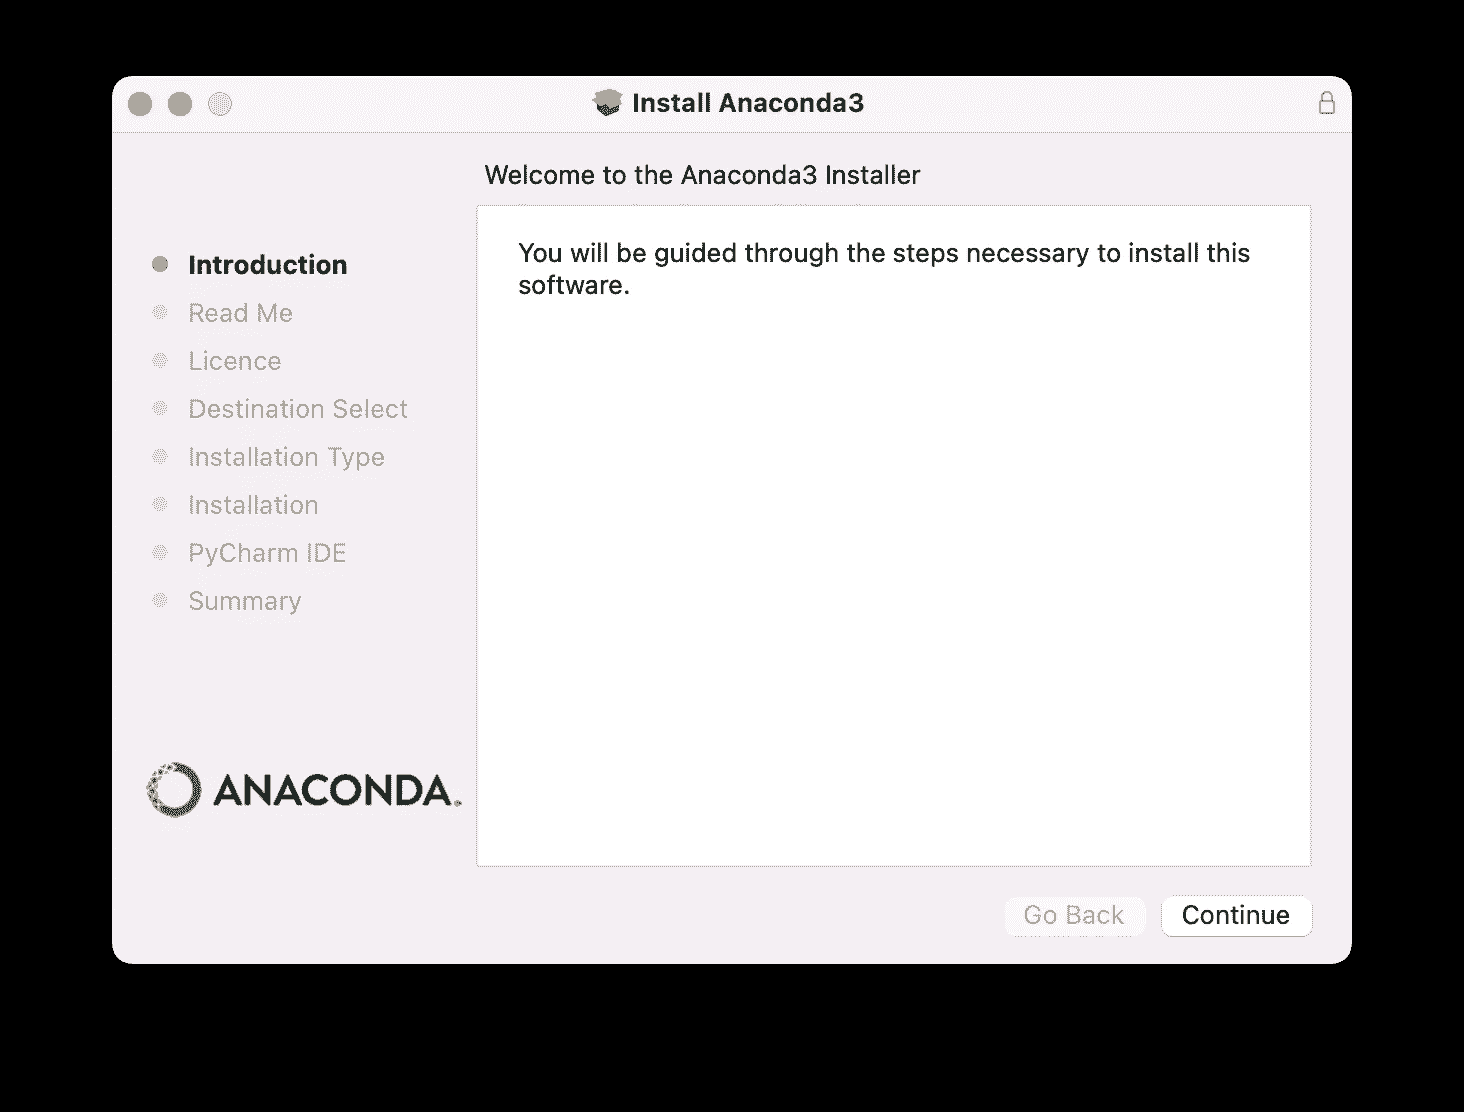 Install Anaconda3
Welcome to the Anaconda3 Installer
Introduction
Read Me
Licence
Destination Select
Installation Type
Installation
PyCharm IDE
Summary
You will be guided through the steps necessary to install this
software.
ANACONDA.
Go Back
Continue